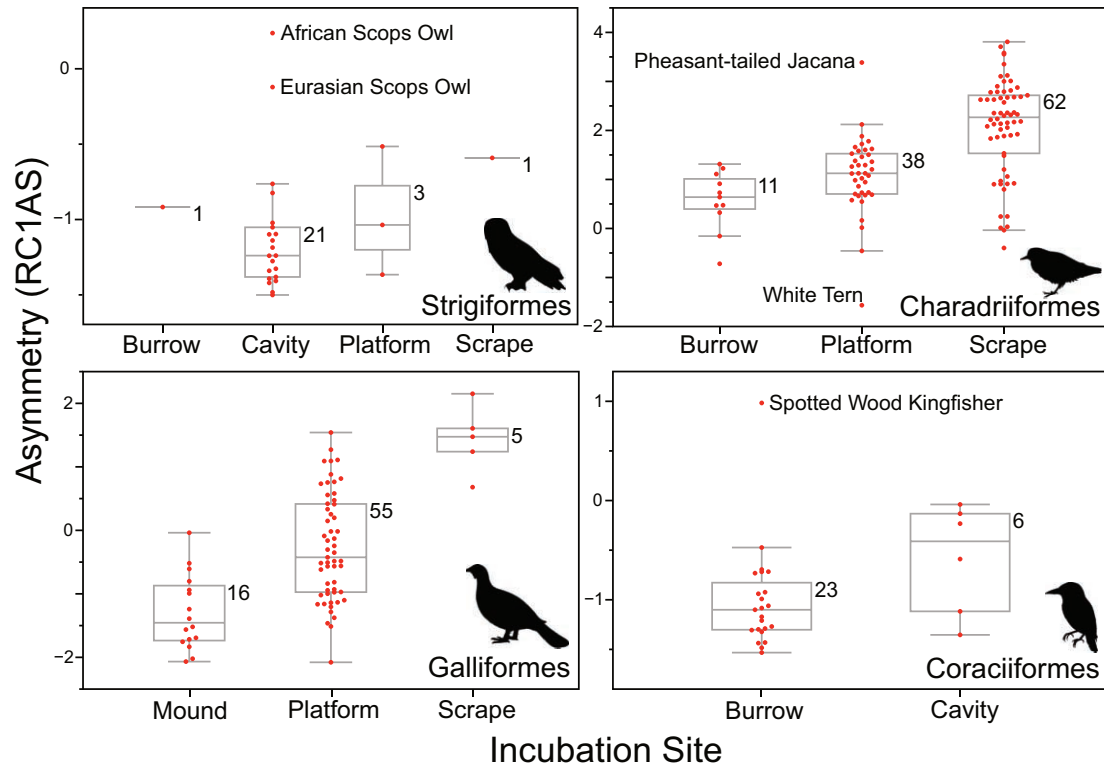 Asymmetry (RC1AS)
0
−1
African Scops Owl
Eurasian Scops Owl
1
21
3
1
Strigiformes
Burrow Cavity Platform Scrape
4
2
0
−2
Pheasant-tailed Jacana
11
38
62
White Tern
Charadriiformes
Burrow Platform Scrape
2
0
−2
16
55
5
Galliformes
Mound Platform Scrape
1
0
−1
Spotted Wood Kingfisher
23
6
Coraciiformes
Burrow Cavity
Incubation Site